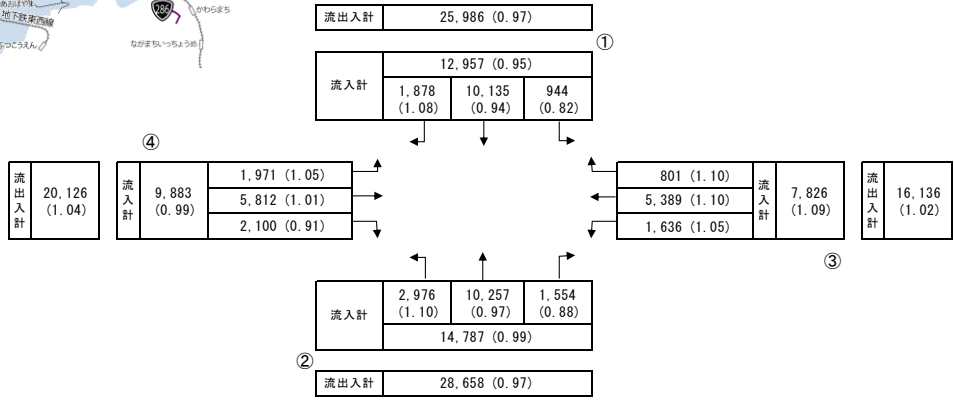 あおばやま
地下鉄東西線
ぶつこうえん
286
かわらまち
ながまちいっちょうめ
流出入計 25,986 (0.97)
①
流入計
12,957 (0.95)
1,878 10,135 944
(1.08) (0.94) (0.82)
④
流出入計
20,126
(1.04)
流入計
9,883
(0.99)
1,971 (1.05)
5,812 (1.01)
2,100 (0.91)
801 (1.10)
5,389 (1.10)
1,636 (1.05)
流入計
7,826
(1.09)
流出入計
16,136
(1.02)
③
流入計
2,976 10,257 1,554
(1.10) (0.97) (0.88)
14,787 (0.99)
②
流出入計 28,658 (0.97)